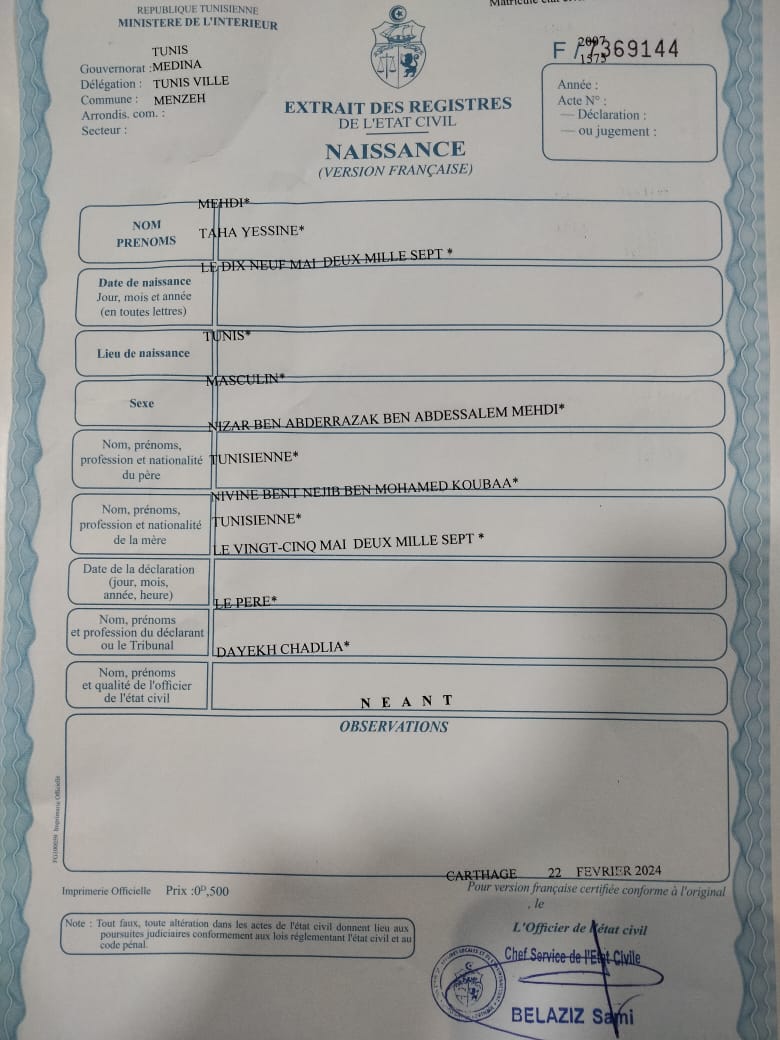 REPUBLIQUE TUNISIENNE
MINISTERE DE L'INTERIEUR
TUNIS
Gouvernorat : MEDINA
Délégation : TUNIS VILLE
Commune : MENZEH
Arrondis. com. :
Secteur :
EXTRAIT DES REGISTRES
DE L'ETAT CIVIL
NAISSANCE
(VERSION FRANÇAISE)
2007
F / 7369144
1575
Année :
Acte N° :
— Déclaration :
— ou jugement :
MEHDI*
NOM
PRENOMS
TAHA YESSINE*
LE DIX NEUF MAI DEUX MILLE SEPT *
Date de naissance
Jour, mois et année
(en toutes lettres)
TUNIS*
Lieu de naissance
MASCULIN*
Sexe
NIZAR BEN ABDERRAZAK BEN ABDESSALEM MEHDI*
Nom, prénoms,
profession et nationalité
du père
TUNISIENNE*
NIVINE BENT NEJIB BEN MOHAMED KOUBAA*
Nom, prénoms,
profession et nationalité
de la mère
TUNISIENNE*
LE VINGT-CINQ MAI DEUX MILLE SEPT *
Date de la déclaration
(jour, mois,
année, heure)
LE PERE*
Nom, prénoms
et profession du déclarant
ou le Tribunal
DAYEKH CHADLIA*
Nom, prénoms
et qualité de l'officier
de l'état civil
N E A N T
OBSERVATIONS
CARTHAGE 22 FEVRIER 2024
Imprimerie Officielle Prix :0ᴰ,500
Pour version française certifiée conforme à l'original
, le
Note : Tout faux, toute altération dans les actes de l'état civil donnent lieu aux
poursuites judiciaires conformement aux lois réglementant l'état civil et au
code pénal.
L'Officier de l'état civil
Chef Service de l'Etat Civile
BELAZIZ Sami